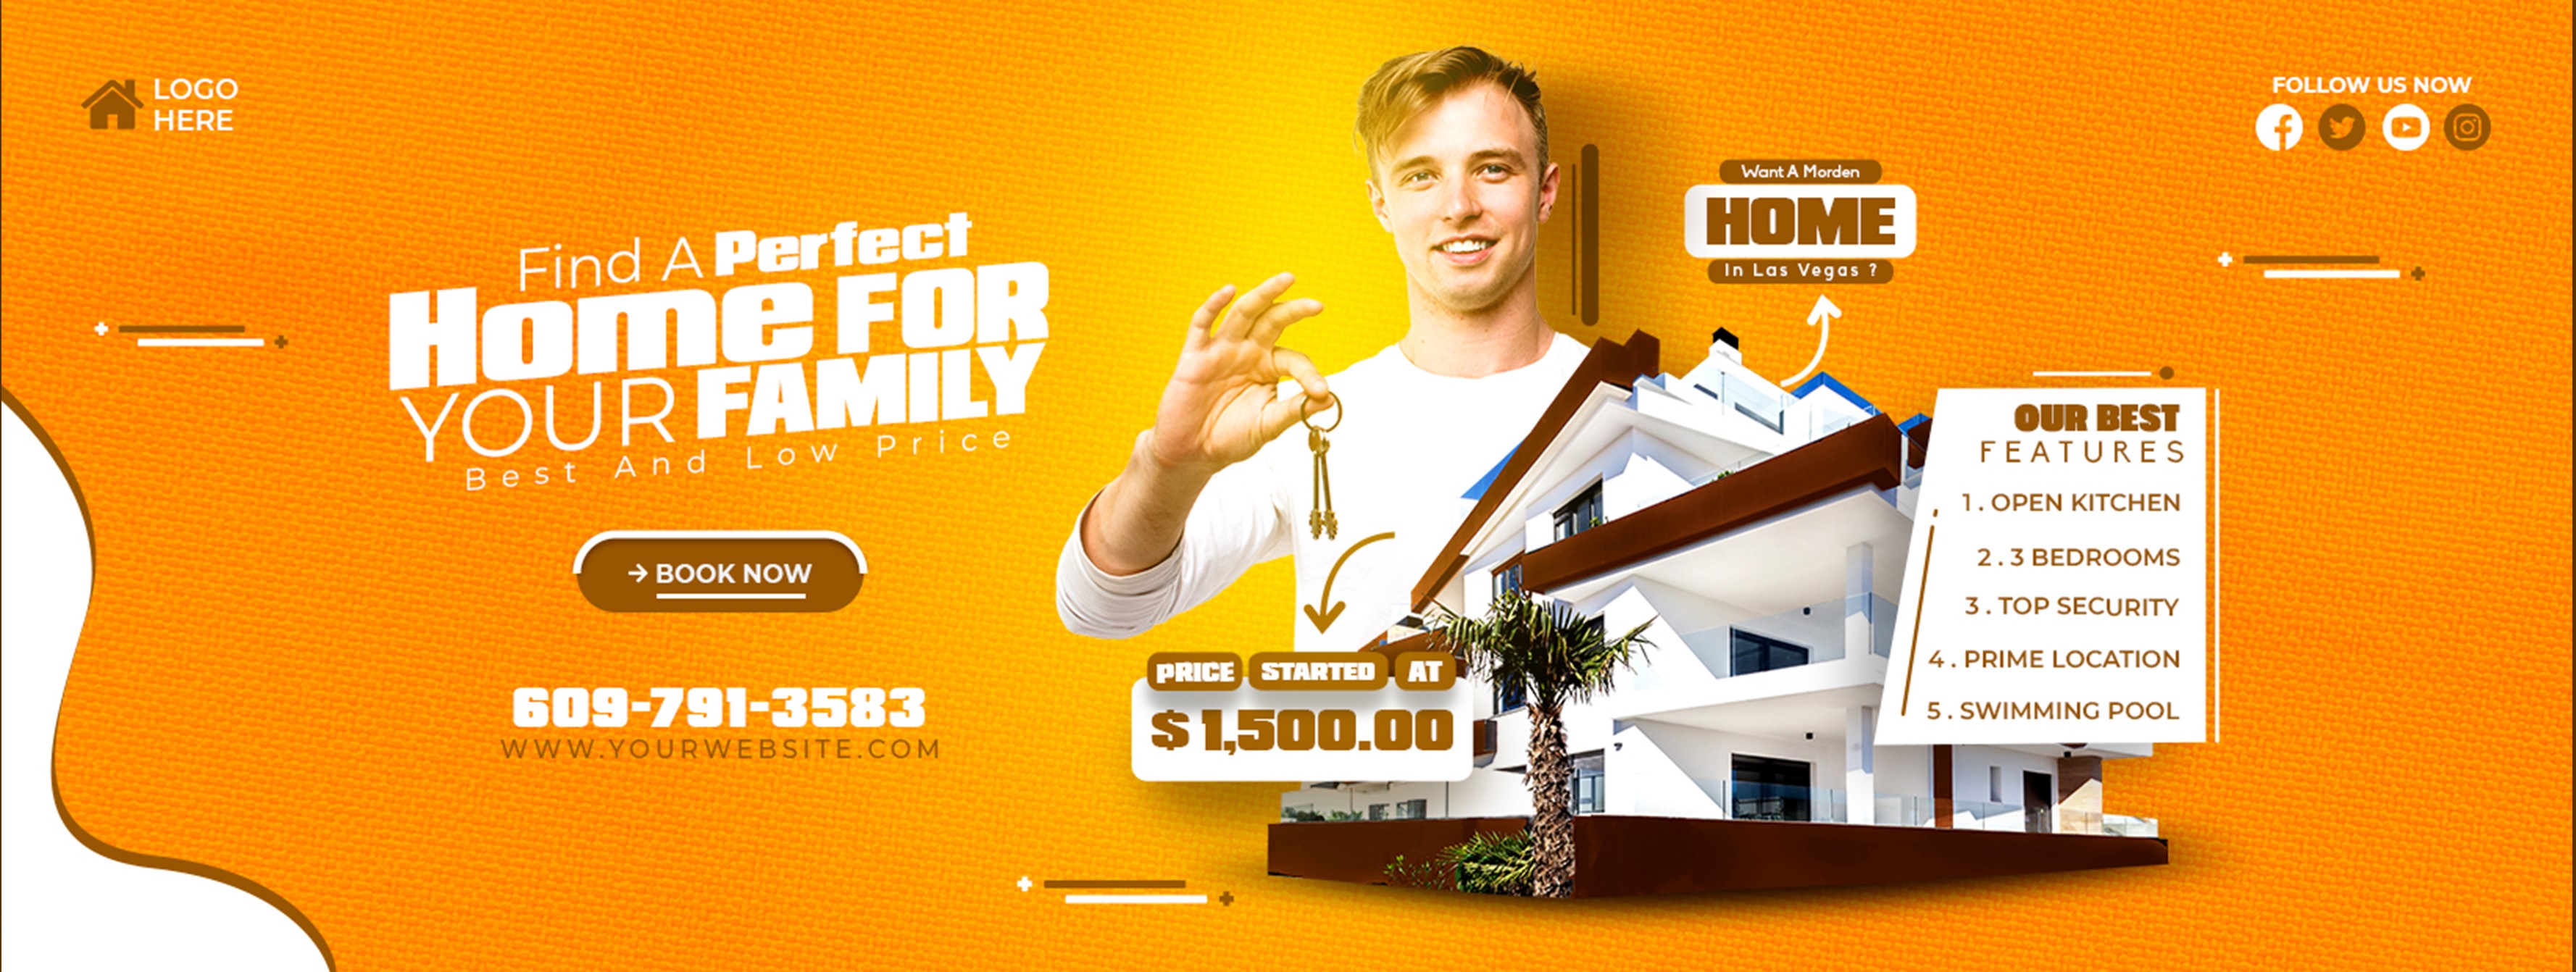 LOGO
HERE
FOLLOW US NOW
Want A Morden
HOME
In Las Vegas ?
Find A Perfect
Home FOR
YOUR FAMILY
Best And Low Price
→ BOOK NOW
609-791-3583
WWW.YOURWEBSITE.COM
PRICE STARTED AT
$1,500.00
OUR BEST
FEATURES
1. OPEN KITCHEN
2. 3 BEDROOMS
3. TOP SECURITY
4. PRIME LOCATION
5. SWIMMING POOL